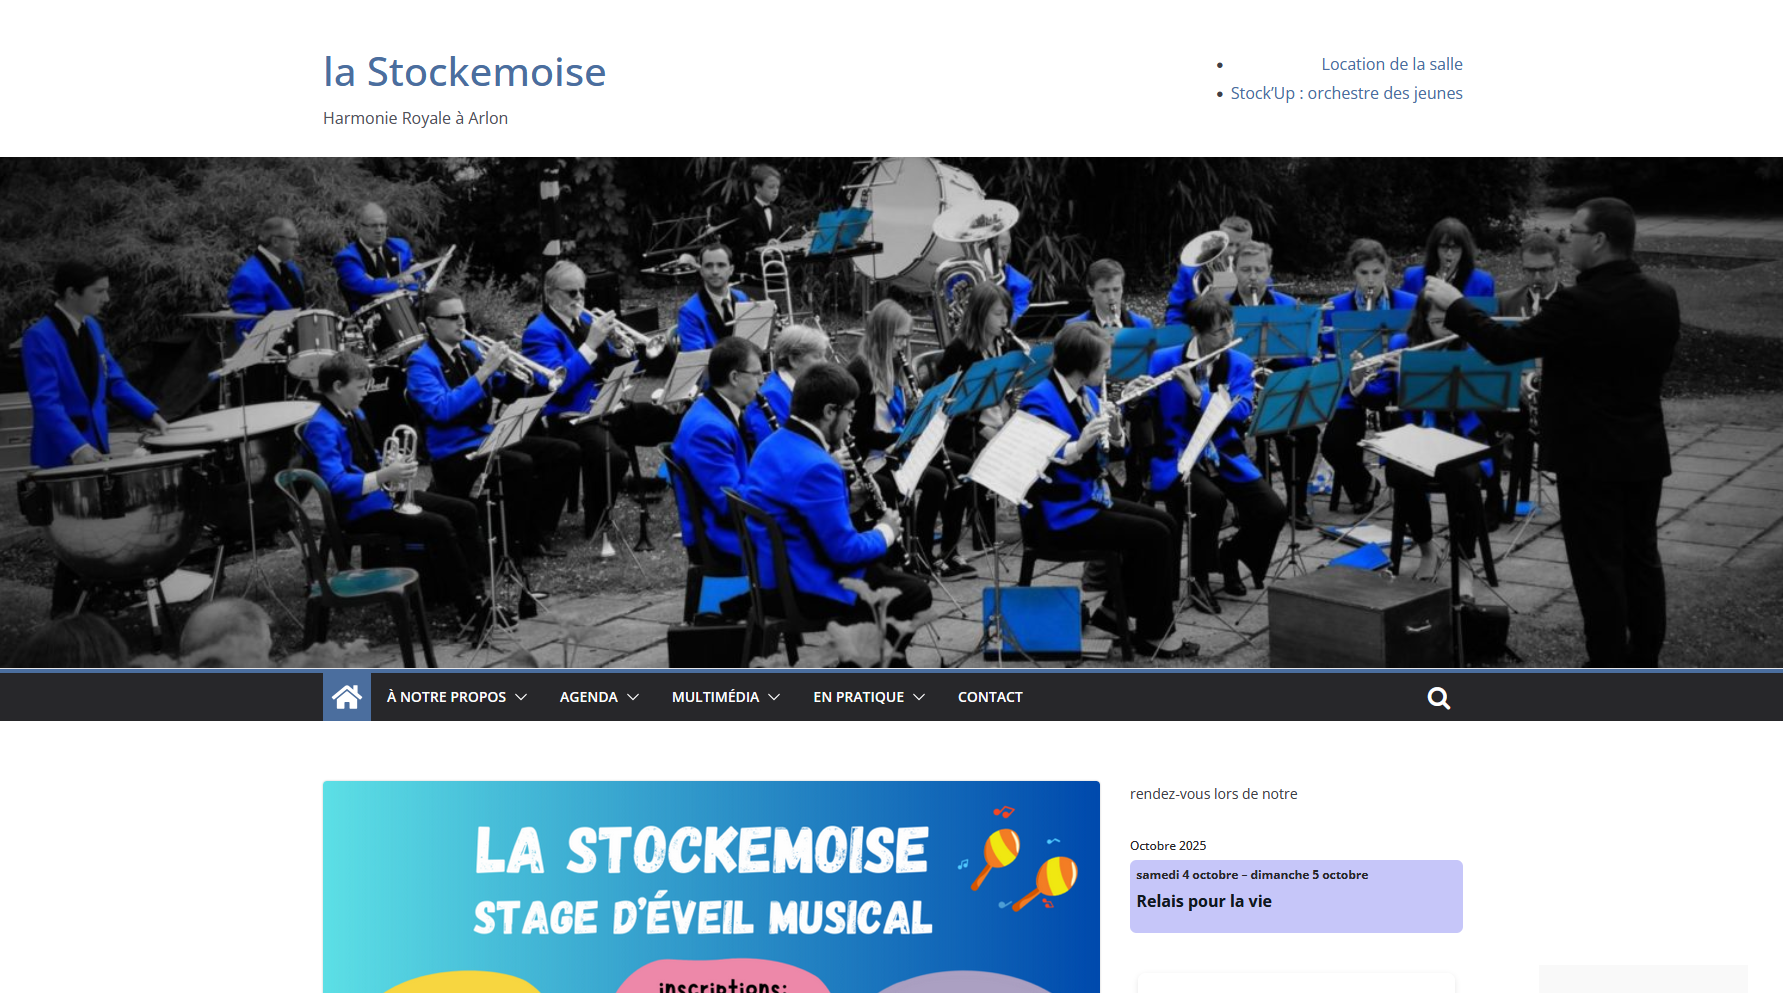 la Stockemoise
Harmonie Royale à Arlon
Location de la salle
Stock’Up : orchestre des jeunes
À NOTRE PROPOS
AGENDA
MULTIMÉDIA
EN PRATIQUE
CONTACT
LA STOCKEMOISE
STAGE D’ÉVEIL MUSICAL
inscriptions:
rendez-vous lors de notre
Octobre 2025
samedi 4 octobre – dimanche 5 octobre
Relais pour la vie